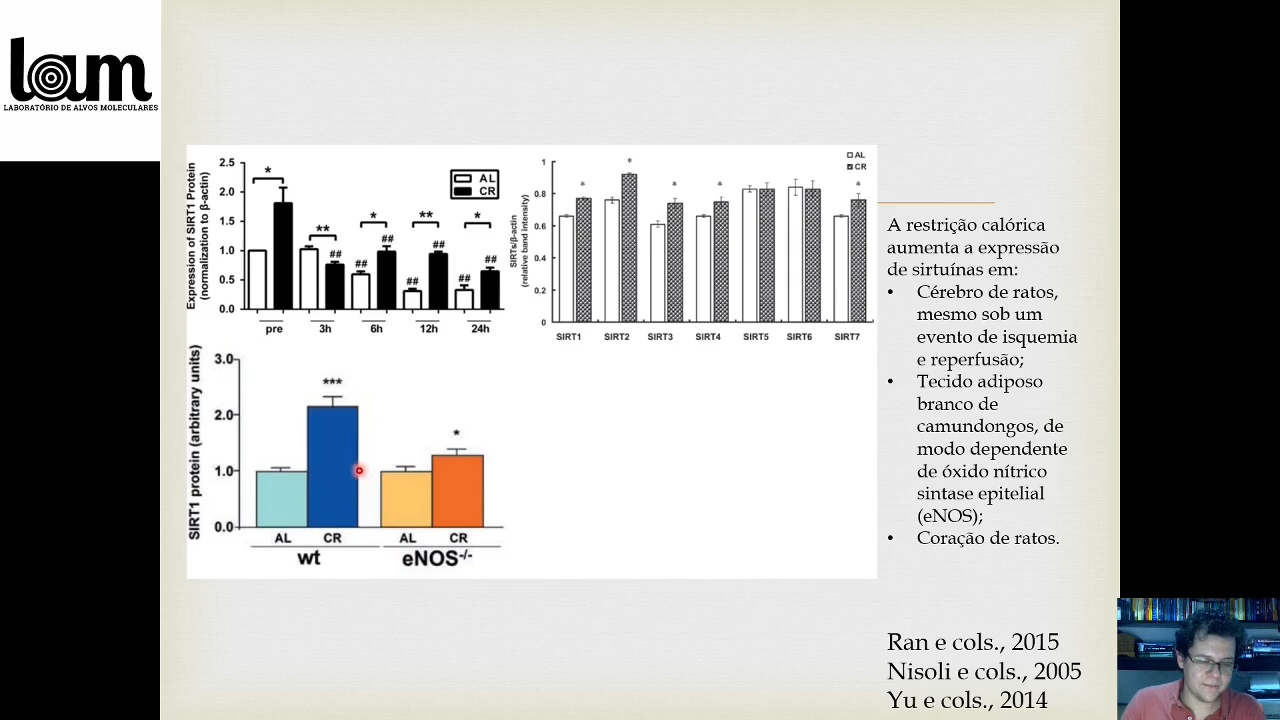 lam
LABORATÓRIO DE ALVOS MOLECULARES
Expression of SIRT1 Protein
(normalization to β-actin)
2.5
2.0
1.5
1.0
0.5
0.0
*
**
*
**
*
##
##
##
##
##
##
##
AL
CR
pre
3h
6h
12h
24h
SIRTs/β-actin
(relative band intensity)
1
0.8
0.6
0.4
0.2
0
*
*
*
*
*
AL
CR
SIRT1
SIRT2
SIRT3
SIRT4
SIRT5
SIRT6
SIRT7
SIRT1 protein (arbitrary units)
3.0
2.0
1.0
0.0
***
*
AL
CR
AL
CR
wt
eNOS-/-
A restrição calórica
aumenta a expressão
de sirtuínas em:
• Cérebro de ratos,
mesmo sob um
evento de isquemia
e reperfusão;
• Tecido adiposo
branco de
camundongos, de
modo dependente
de óxido nítrico
sintase epitelial
(eNOS);
• Coração de ratos.
Ran e cols., 2015
Nisoli e cols., 2005
Yu e cols., 2014